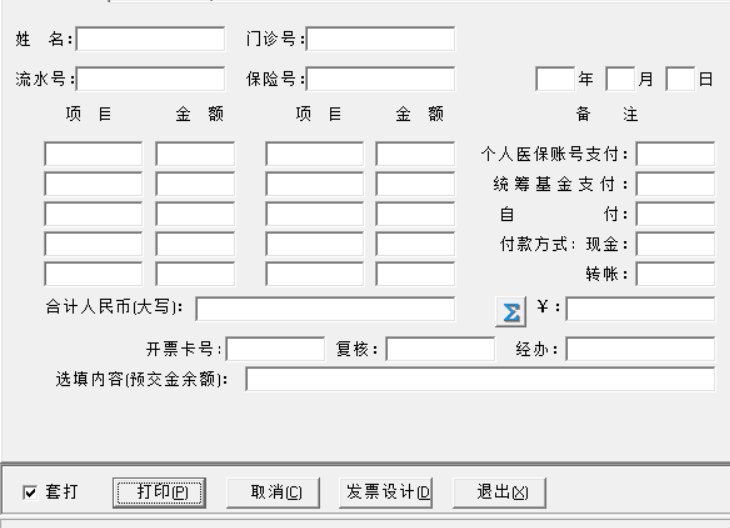 姓 名: 门诊号:
流水号: 保险号: 年 月 日
项 目 金 额 项 目 金 额 备 注
个人医保账号支付:
统筹基金支付:
自 付:
付款方式: 现金:
转帐:
合计人民币(大写): Σ ¥:
开票卡号: 复核: 经办:
选填内容(预交金余额):
套打 打印(P) 取消(C) 发票设计(D 退出(X)